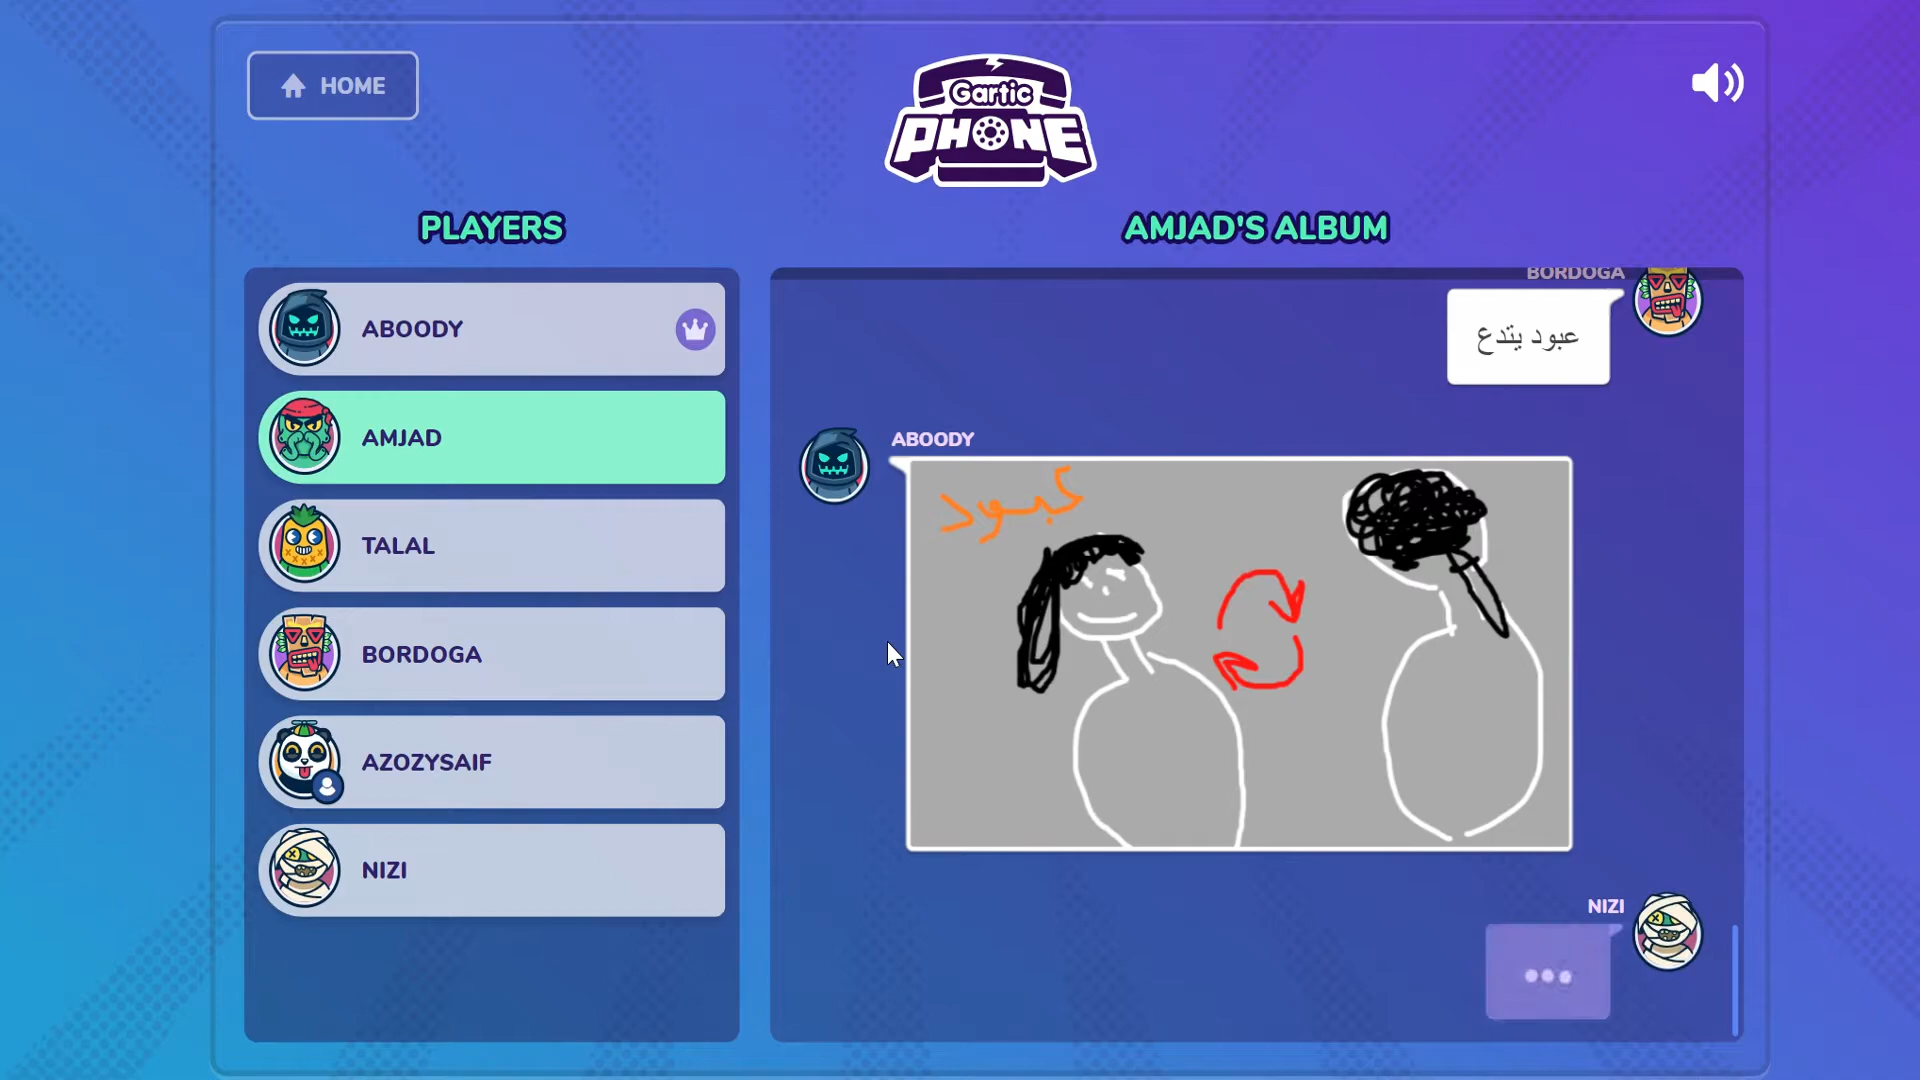 HOME
Gartic
PHONE
PLAYERS
AMJAD'S ALBUM
ABOODY
AMJAD
TALAL
BORDOGA
AZOZYSAIF
NIZI
BORDOGA
عبود يتدع
ABOODY
عبود
NIZI